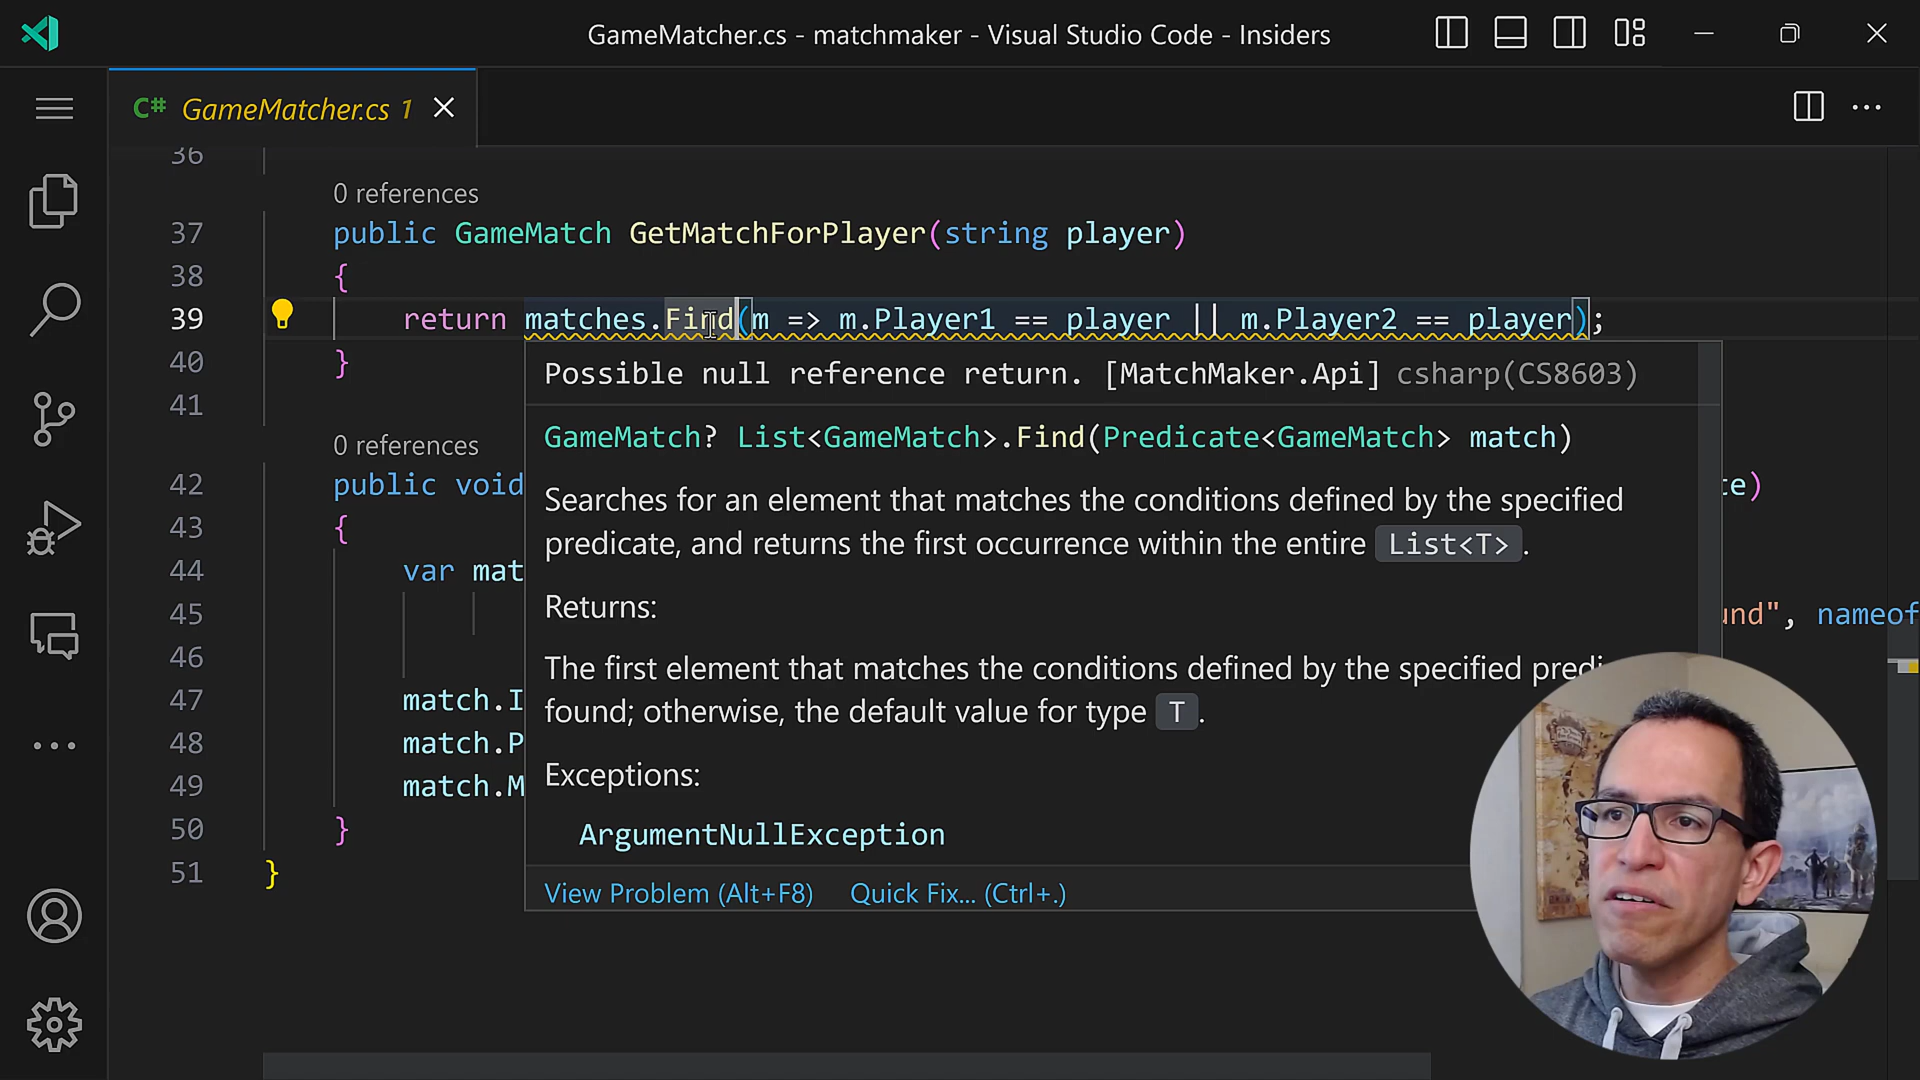 GameMatcher.cs - matchmaker - Visual Studio Code - Insiders
C# GameMatcher.cs 1
36
0 references
37 public GameMatch GetMatchForPlayer(string player)
38 {
39 return matches.Find(m => m.Player1 == player || m.Player2 == player);
40 }
41
Possible null reference return. [MatchMaker.Api] csharp(CS8603)
GameMatch? List<GameMatch>.Find(Predicate<GameMatch> match)
Searches for an element that matches the conditions defined by the specified
predicate, and returns the first occurrence within the entire List<T>.
Returns:
The first element that matches the conditions defined by the specified
found; otherwise, the default value for type T.
Exceptions:
ArgumentNullException
View Problem (Alt+F8) Quick Fix... (Ctrl+.)
0 references
42 public void
43 {
44 var
45 nameof
46
47 match.
48 match.
49 match.
50 }
51 }